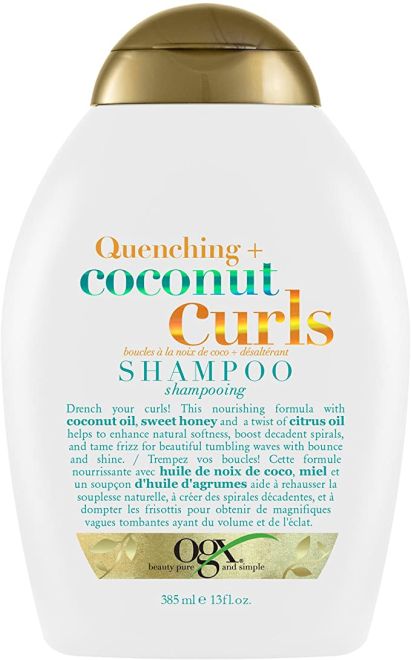 Quenching +
coconut
Curls
boucles à la noix de coco + désaltérant
SHAMPOO
shampooing
Drench your curls! This nourishing formula with
coconut oil, sweet honey and a twist of citrus oil
helps to enhance natural softness, boost decadent spirals,
and tame frizz for beautiful tumbling waves with bounce
and shine. / Trempez vos boucles! Cette formule
nourrissante avec huile de noix de coco, miel et
un soupçon d'huile d'agrumes aide à rehausser la
souplesse naturelle, à créer des spirales décadentes, et à
dompter les frisottis pour obtenir de magnifiques
vagues tombantes ayant du volume et de l'éclat.
ogx®
beauty pure and simple
385 ml e 13fl.oz.